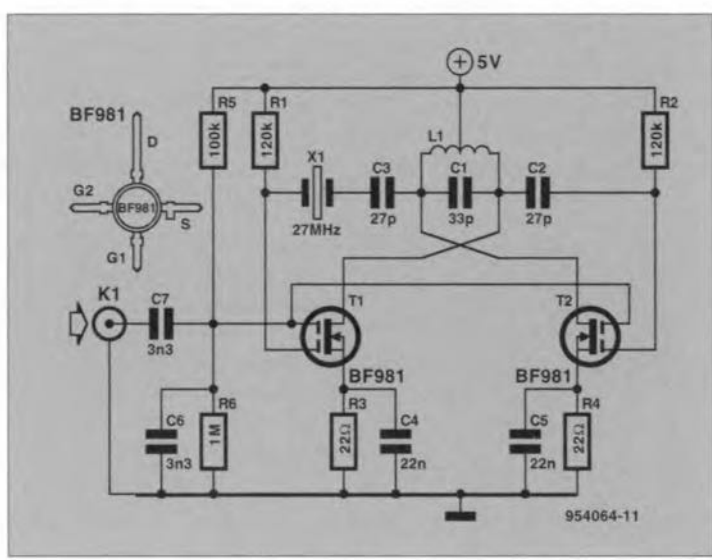 5V
BF981
D
G2
BF981
S
G1
R5
100k
R1
120k
R2
120k
L1
X1
27MHz
C3
27p
C1
33p
C2
27p
K1
C7
3n3
T1
BF981
T2
BF981
C6
3n3
R6
1M
R3
22Ω
C4
22n
C5
22n
R4
22Ω
954064-11